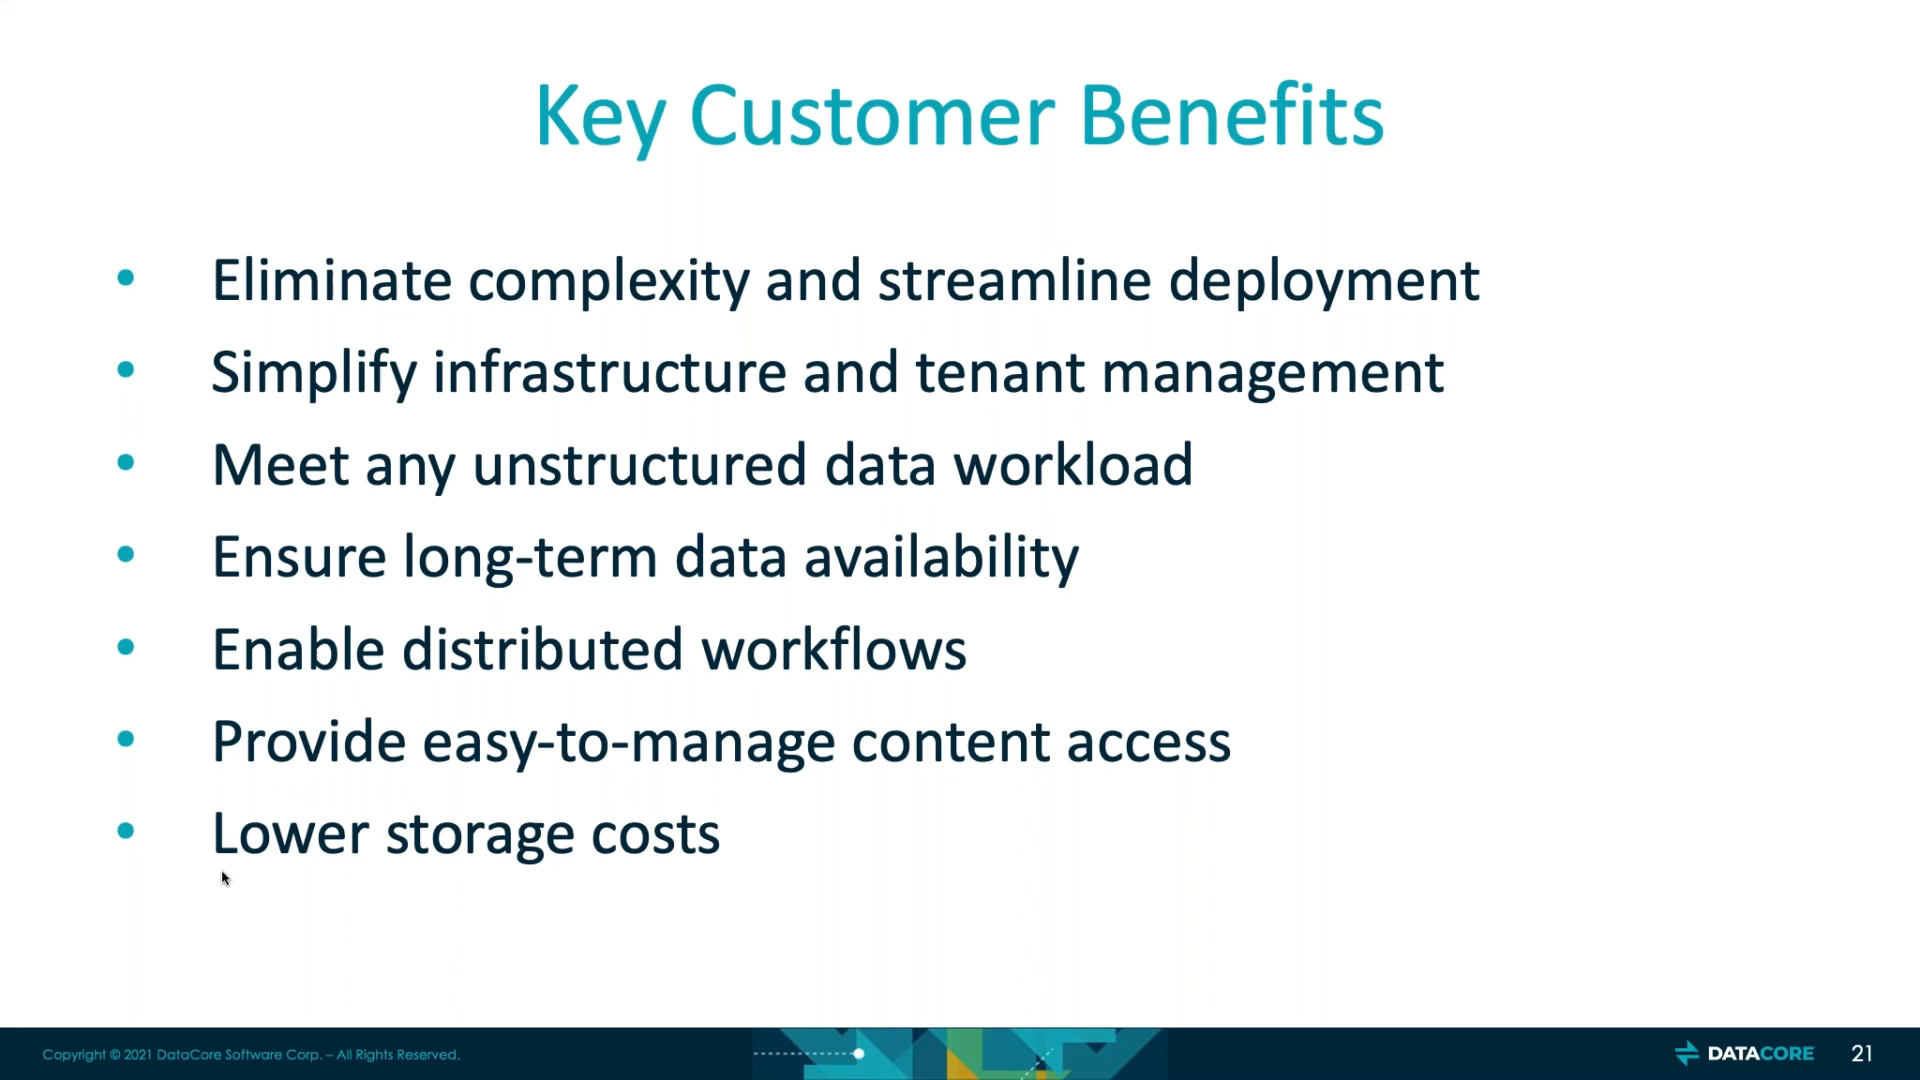 Key Customer Benefits
• Eliminate complexity and streamline deployment
• Simplify infrastructure and tenant management
• Meet any unstructured data workload
• Ensure long-term data availability
• Enable distributed workflows
• Provide easy-to-manage content access
• Lower storage costs
Copyright © 2021 DataCore Software Corp. – All Rights Reserved.
DATACORE
21